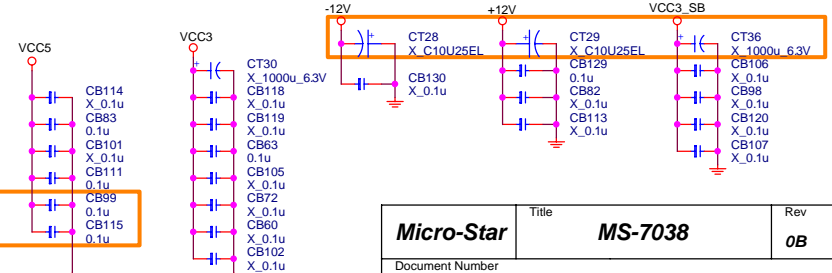 -12V
+12V
VCC3_SB
VCC5
VCC3
CB114
X_0.1u
CB83
0.1u
CB101
X_0.1u
CB111
0.1u
CB99
0.1u
CB115
0.1u
+
CT30
X_1000u_6.3V
CB118
X_0.1u
CB119
X_0.1u
CB63
0.1u
CB105
X_0.1u
CB72
X_0.1u
CB60
X_0.1u
CB102
X_0.1u
+
CT28
X_C10U25EL
CB130
X_0.1u
+
CT29
X_C10U25EL
CB129
0.1u
CB82
X_0.1u
CB113
X_0.1u
+
CT36
X_1000u_6.3V
CB106
X_0.1u
CB98
X_0.1u
CB120
X_0.1u
CB107
X_0.1u
Micro-Star
Title
MS-7038
Rev
0B
Document Number